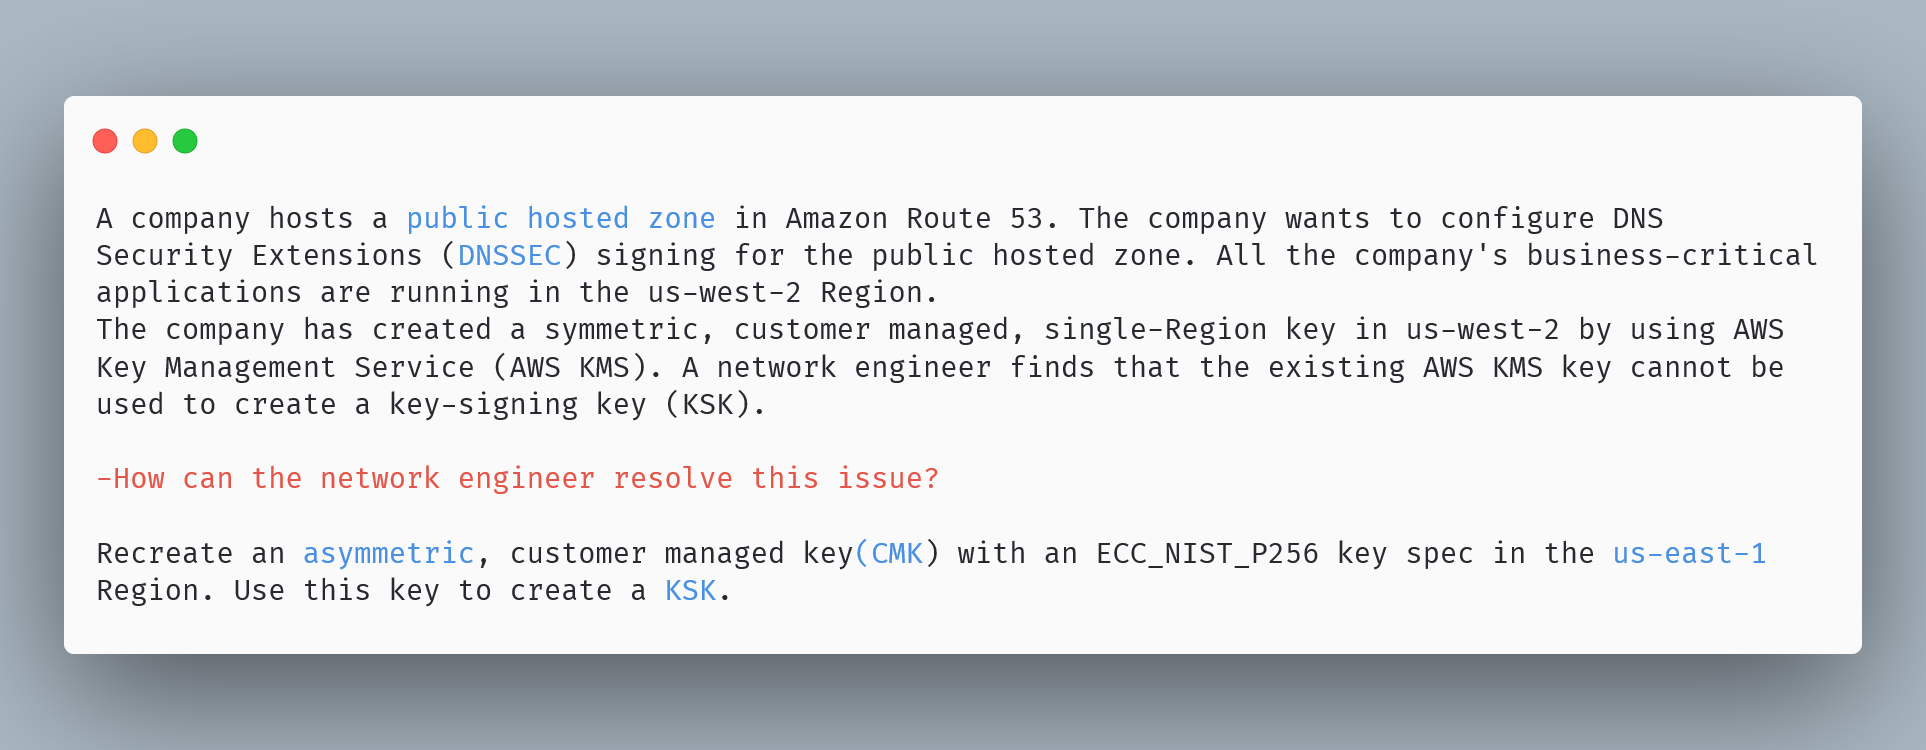 A company hosts a public hosted zone in Amazon Route 53. The company wants to configure DNS
Security Extensions (DNSSEC) signing for the public hosted zone. All the company's business-critical
applications are running in the us-west-2 Region.
The company has created a symmetric, customer managed, single-Region key in us-west-2 by using AWS
Key Management Service (AWS KMS). A network engineer finds that the existing AWS KMS key cannot be
used to create a key-signing key (KSK).
-How can the network engineer resolve this issue?
Recreate an asymmetric, customer managed key(CMK) with an ECC_NIST_P256 key spec in the us-east-1
Region. Use this key to create a KSK.